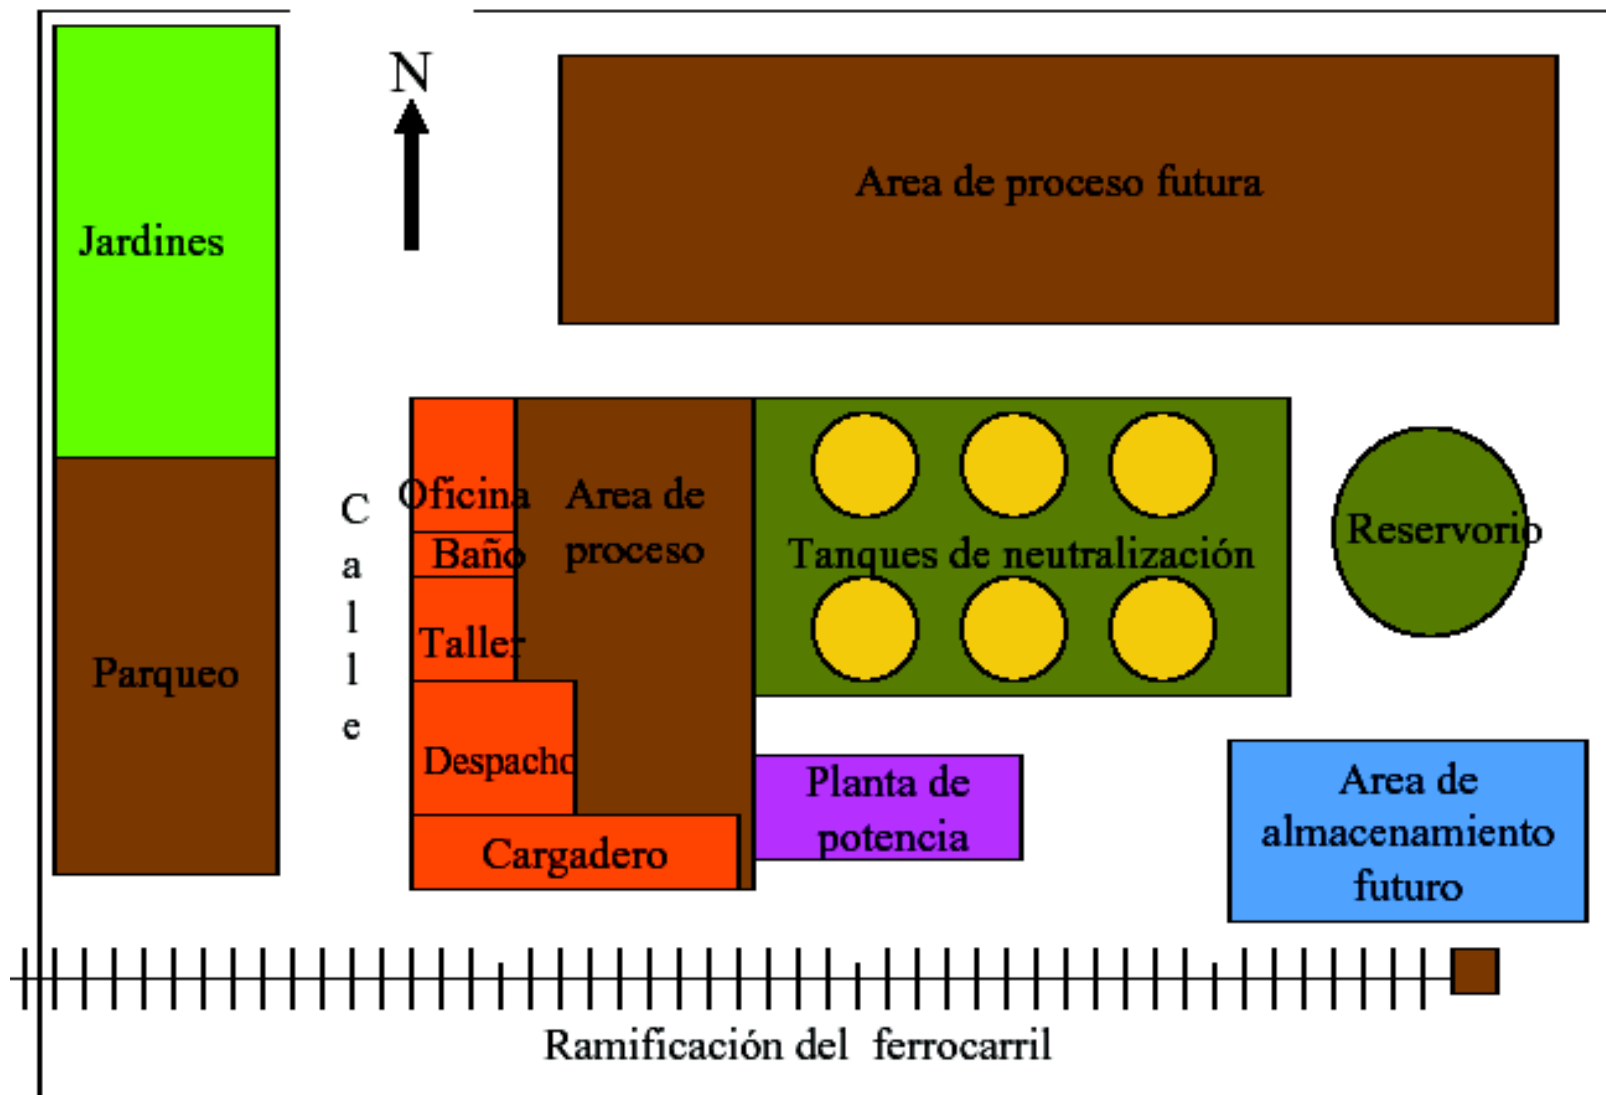 N
Area de proceso futura
Jardines
Calle
Oficina
Baño
Taller
Despacho
Cargadero
Area de
proceso
Tanques de neutralización
Reservorio
Parqueo
Planta de
potencia
Area de
almacenamiento
futuro
Ramificación del ferrocarril